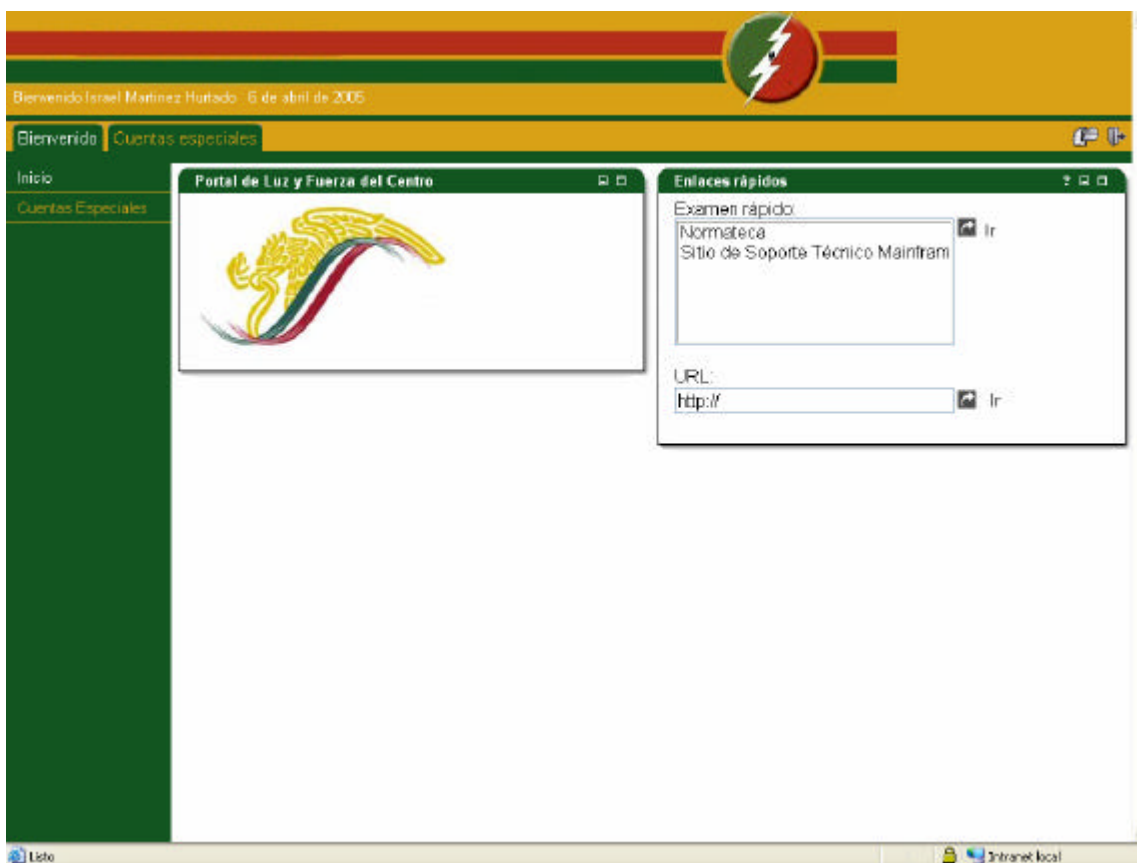 Bienvenido Israel Martinez Hurtado 6 de abril de 2005
Bienvenido
Cuentas especiales
Inicio
Cuentas Especiales
Portal de Luz y Fuerza del Centro
Enlaces rápidos
?
Examen rápido:
Normateca
Sitio de Soporte Técnico Mainfram
Ir
URL:
http://
Ir
Listo
Intranet local